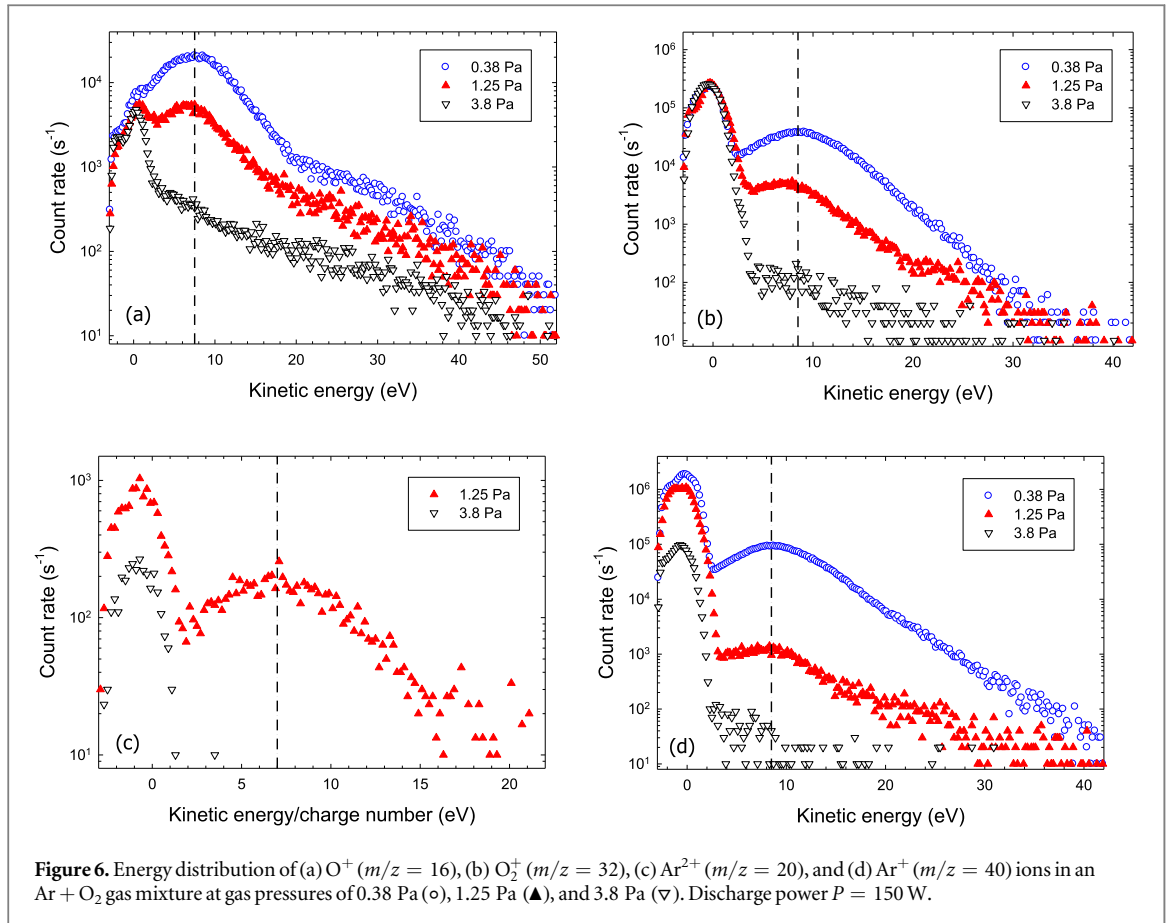 0.38 Pa
1.25 Pa
3.8 Pa
10⁴
10³
10²
10¹
Count rate (s⁻¹)
(a)
0 10 20 30 40 50
Kinetic energy (eV)
0.38 Pa
1.25 Pa
3.8 Pa
10⁶
10⁵
10⁴
10³
10²
10¹
Count rate (s⁻¹)
(b)
0 10 20 30 40
Kinetic energy (eV)
1.25 Pa
3.8 Pa
10³
10²
10¹
Count rate (s⁻¹)
(c)
0 5 10 15 20
Kinetic energy/charge number (eV)
0.38 Pa
1.25 Pa
3.8 Pa
10⁶
10⁵
10⁴
10³
10²
10¹
Count rate (s⁻¹)
(d)
0 10 20 30 40
Kinetic energy (eV)
Figure 6. Energy distribution of (a) O⁺ (m/z = 16), (b) O₂⁺ (m/z = 32), (c) Ar²⁺ (m/z = 20), and (d) Ar⁺ (m/z = 40) ions in an
Ar + O₂ gas mixture at gas pressures of 0.38 Pa (○), 1.25 Pa (▲), and 3.8 Pa (▽). Discharge power P = 150 W.